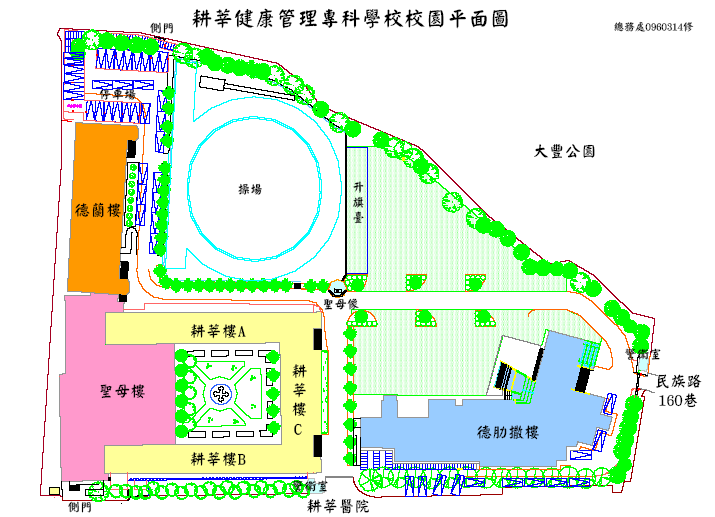 耕莘健康管理專科學校校園平面圖
總務處0960314修
側門
停車場
大豐公園
操場
升旗臺
德蘭樓
聖母像
耕莘樓A
警衛室
民族路
160巷
聖母樓
耕莘樓C
德肋撒樓
耕莘樓B
警衛室
側門
耕莘醫院